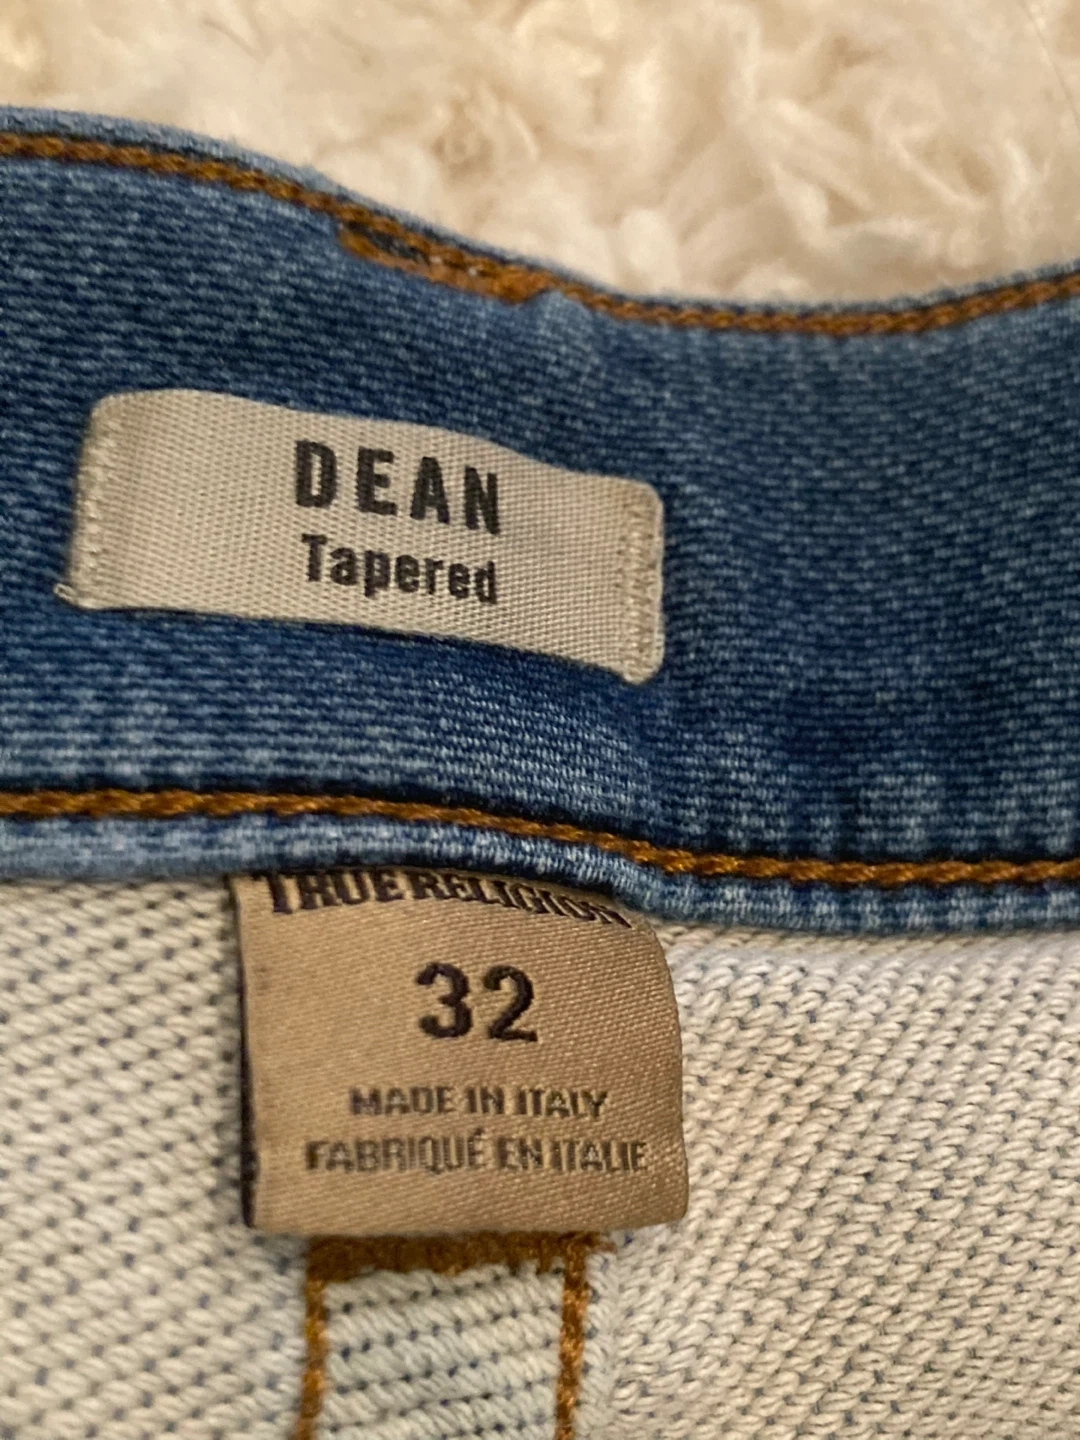 DEAN
Tapered
TRUE RELIGION
32
MADE IN ITALY
FABRIQUÉ EN ITALIE